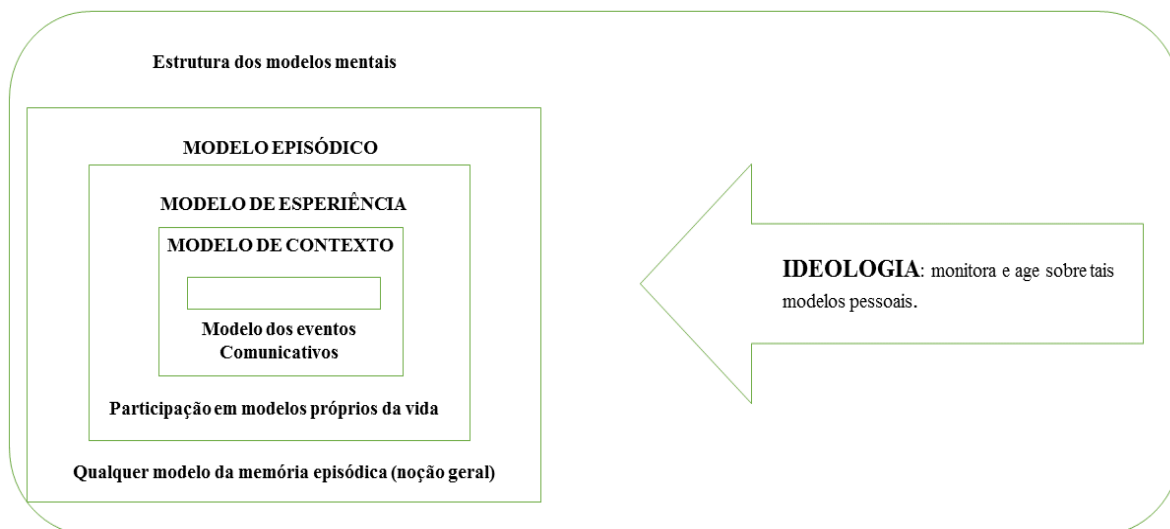 Estrutura dos modelos mentais
MODELO EPISÓDICO
MODELO DE ESPERIÊNCIA
MODELO DE CONTEXTO
Modelo dos eventos
Comunicativos
Participação em modelos próprios da vida
Qualquer modelo da memória episódica (noção geral)
IDEOLOGIA: monitora e age sobre tais
modelos pessoais.